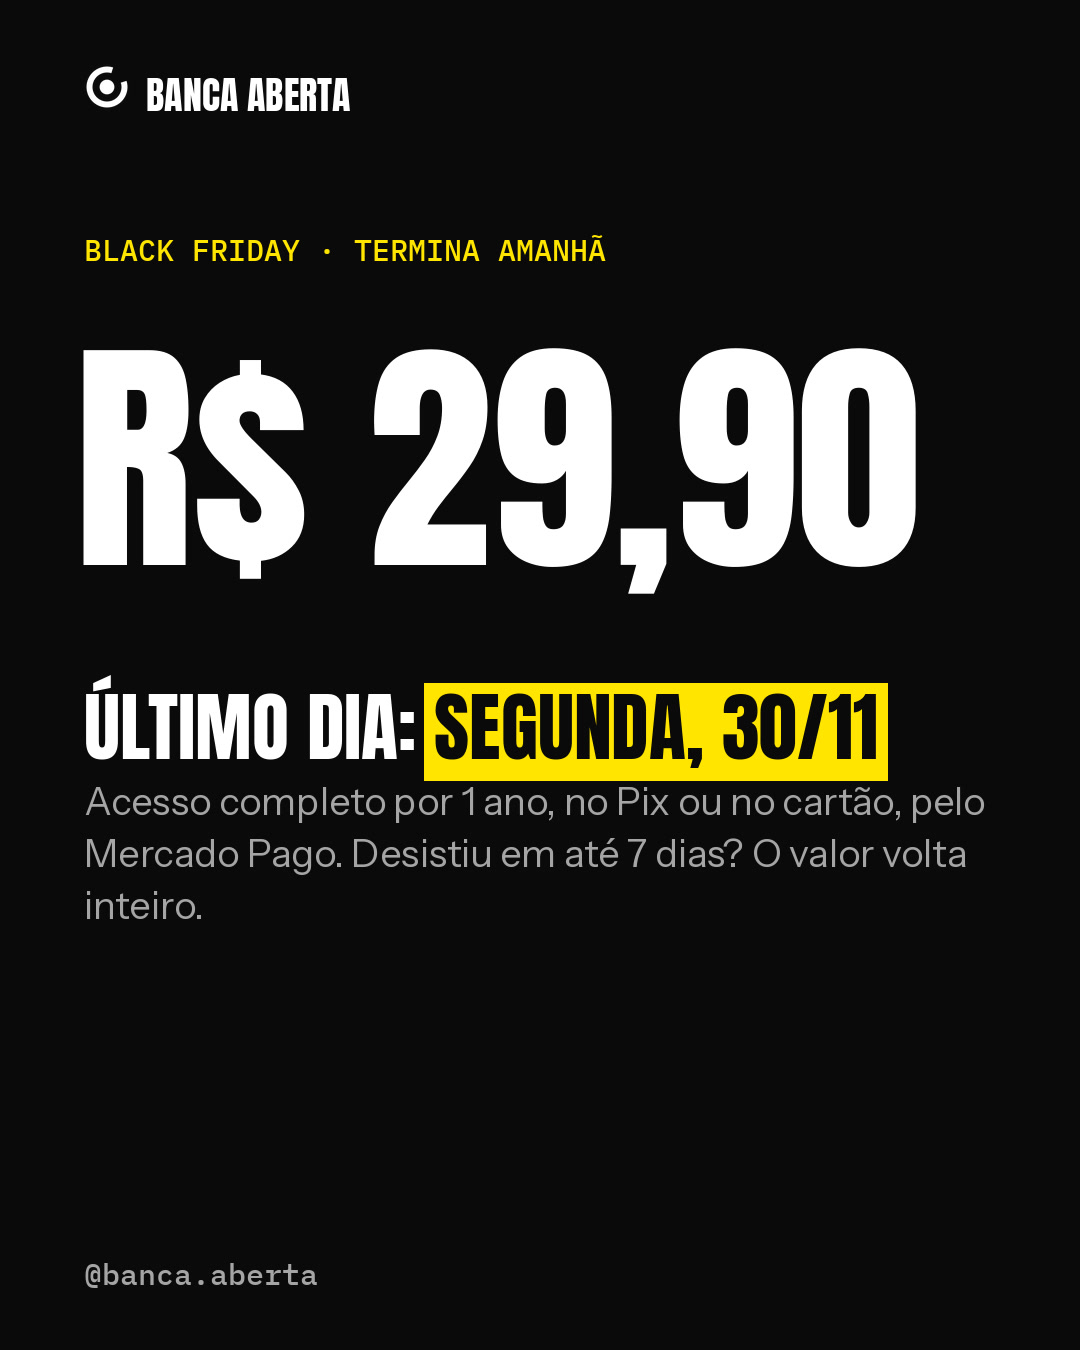 BANCA ABERTA
BLACK FRIDAY · TERMINA AMANHÃ
R$ 29,90
ÚLTIMO DIA: SEGUNDA, 30/11
Acesso completo por 1 ano, no Pix ou no cartão, pelo
Mercado Pago. Desistiu em até 7 dias? O valor volta
inteiro.
@banca.aberta